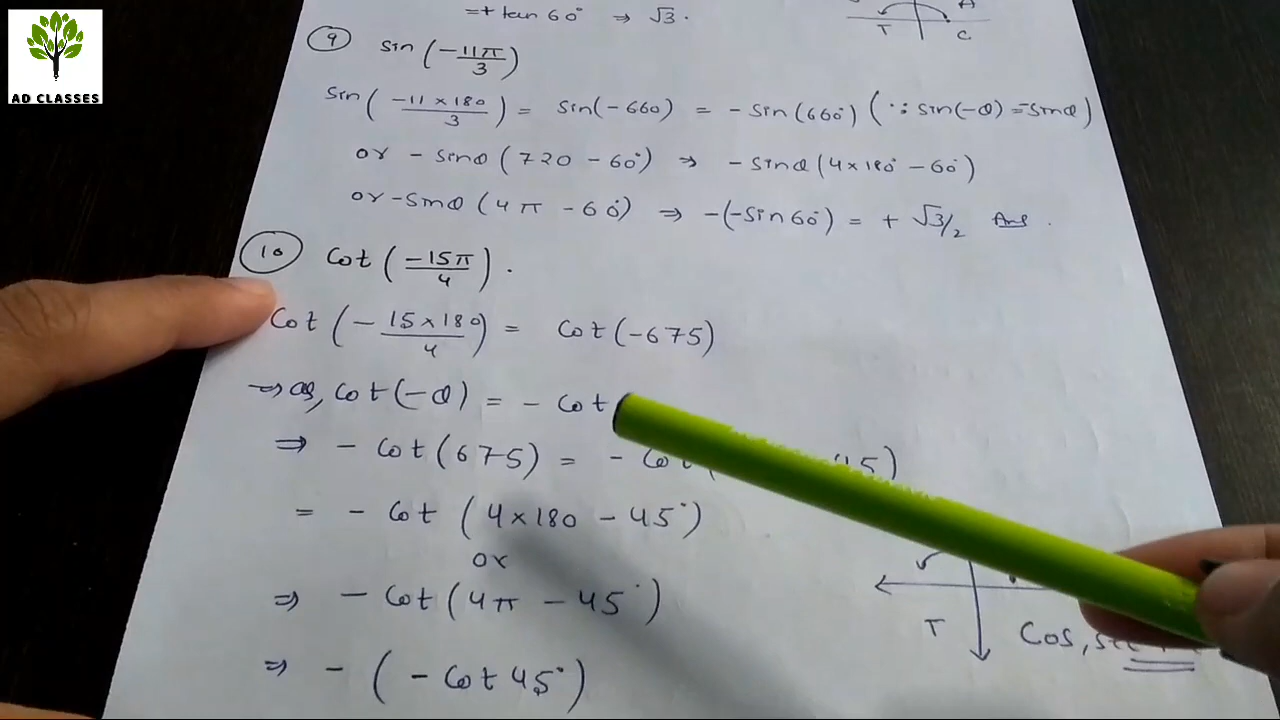 =+ tan 60° ⇒ √3.
A
T C
AD CLASSES
9 Sin (-11π/3)
Sin (-11 × 180/3) = Sin(-660) = - Sin(660°) (∵ Sin(-θ) = -Sinθ)
or - Sinθ (720 - 60°) ⇒ - Sinθ (4×180° - 60°)
or - Sinθ (4π - 60°) ⇒ -(-Sin 60°) = + √3/2 Ans.
10 Cot (-15π/4).
Cot (- 15×180/4) = Cot(-675)
⇒ as, Cot(-θ) = - Cot
⇒ - Cot (675) = - Cot ( 45)
= - Cot (4×180 - 45°)
or
⇒ - Cot (4π - 45°)
T Cos,
⇒ - (- Cot 45°)